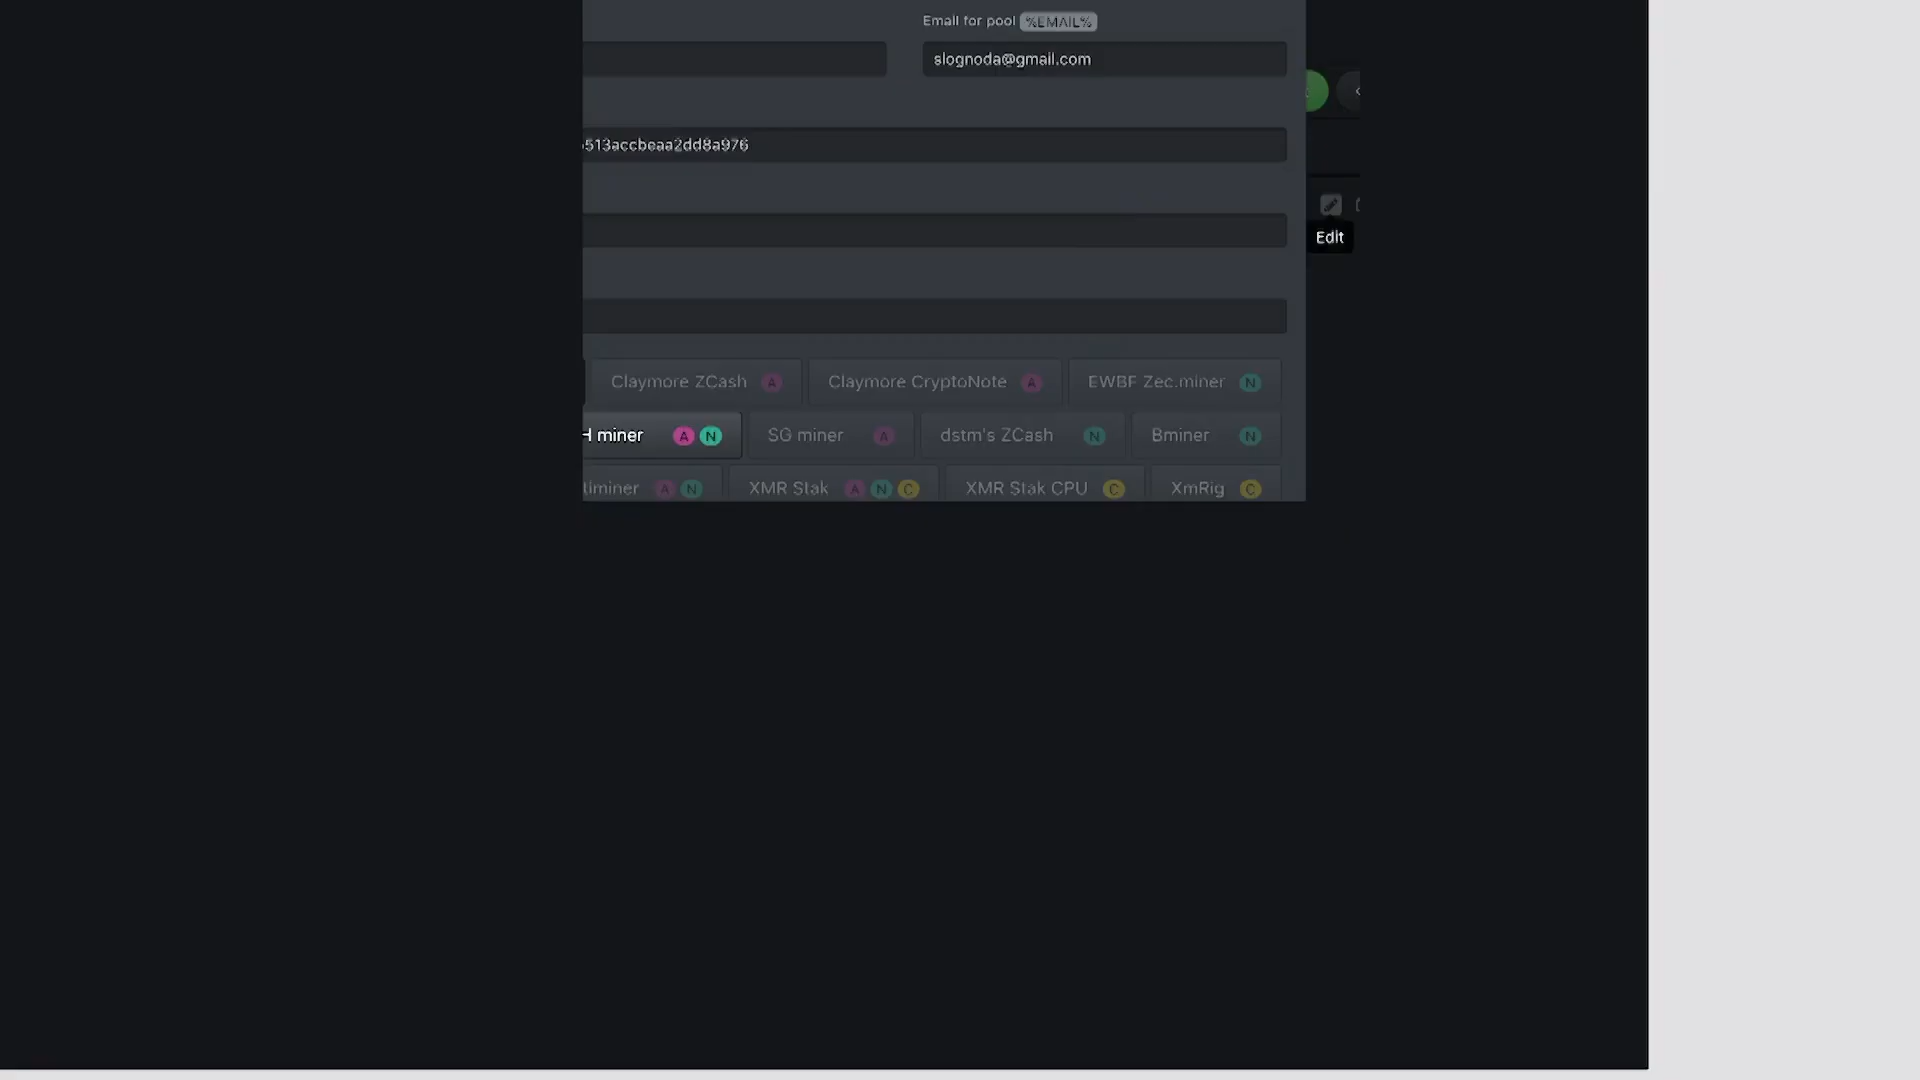 Email for pool %EMAIL%
slognoda@gmail.com
513accbeaa2dd8a976
Edit
Claymore ZCash A
Claymore CryptoNote A
EWBF Zec.miner N
H miner A N
SG miner A
dstm's ZCash N
Bminer N
timiner A N
XMR Stak A N C
XMR Stak CPU C
XmRig C